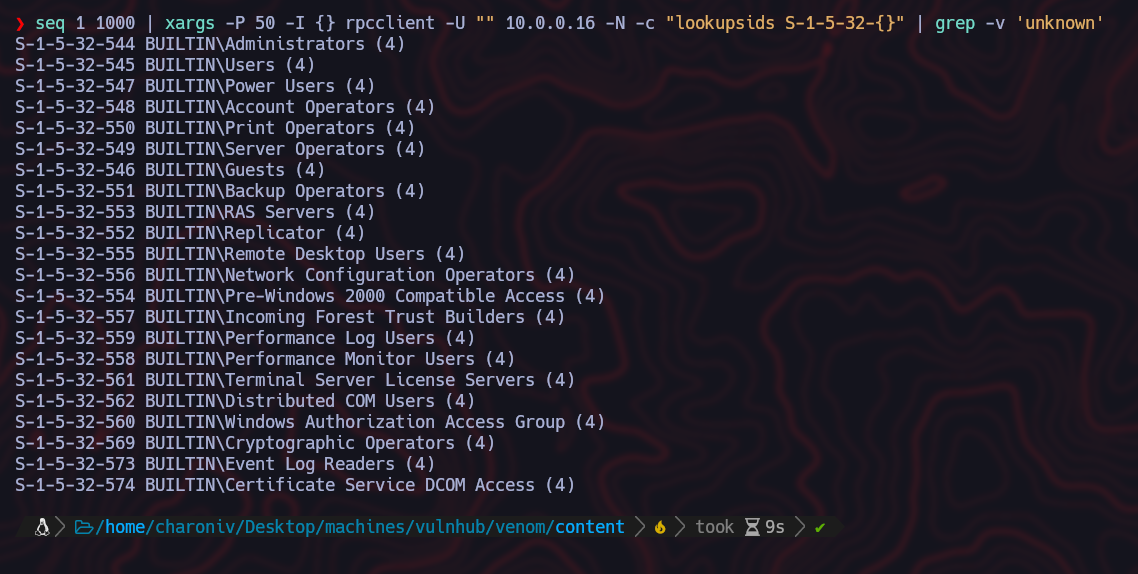 ❯ seq 1 1000 | xargs -P 50 -I {} rpcclient -U "" 10.0.0.16 -N -c "lookupsids S-1-5-32-{}" | grep -v 'unknown'
S-1-5-32-544 BUILTIN\Administrators (4)
S-1-5-32-545 BUILTIN\Users (4)
S-1-5-32-547 BUILTIN\Power Users (4)
S-1-5-32-548 BUILTIN\Account Operators (4)
S-1-5-32-550 BUILTIN\Print Operators (4)
S-1-5-32-549 BUILTIN\Server Operators (4)
S-1-5-32-546 BUILTIN\Guests (4)
S-1-5-32-551 BUILTIN\Backup Operators (4)
S-1-5-32-553 BUILTIN\RAS Servers (4)
S-1-5-32-552 BUILTIN\Replicator (4)
S-1-5-32-555 BUILTIN\Remote Desktop Users (4)
S-1-5-32-556 BUILTIN\Network Configuration Operators (4)
S-1-5-32-554 BUILTIN\Pre-Windows 2000 Compatible Access (4)
S-1-5-32-557 BUILTIN\Incoming Forest Trust Builders (4)
S-1-5-32-559 BUILTIN\Performance Log Users (4)
S-1-5-32-558 BUILTIN\Performance Monitor Users (4)
S-1-5-32-561 BUILTIN\Terminal Server License Servers (4)
S-1-5-32-562 BUILTIN\Distributed COM Users (4)
S-1-5-32-560 BUILTIN\Windows Authorization Access Group (4)
S-1-5-32-569 BUILTIN\Cryptographic Operators (4)
S-1-5-32-573 BUILTIN\Event Log Readers (4)
S-1-5-32-574 BUILTIN\Certificate Service DCOM Access (4)
/home/charoniv/Desktop/machines/vulnhub/venom/content took 9s ✔